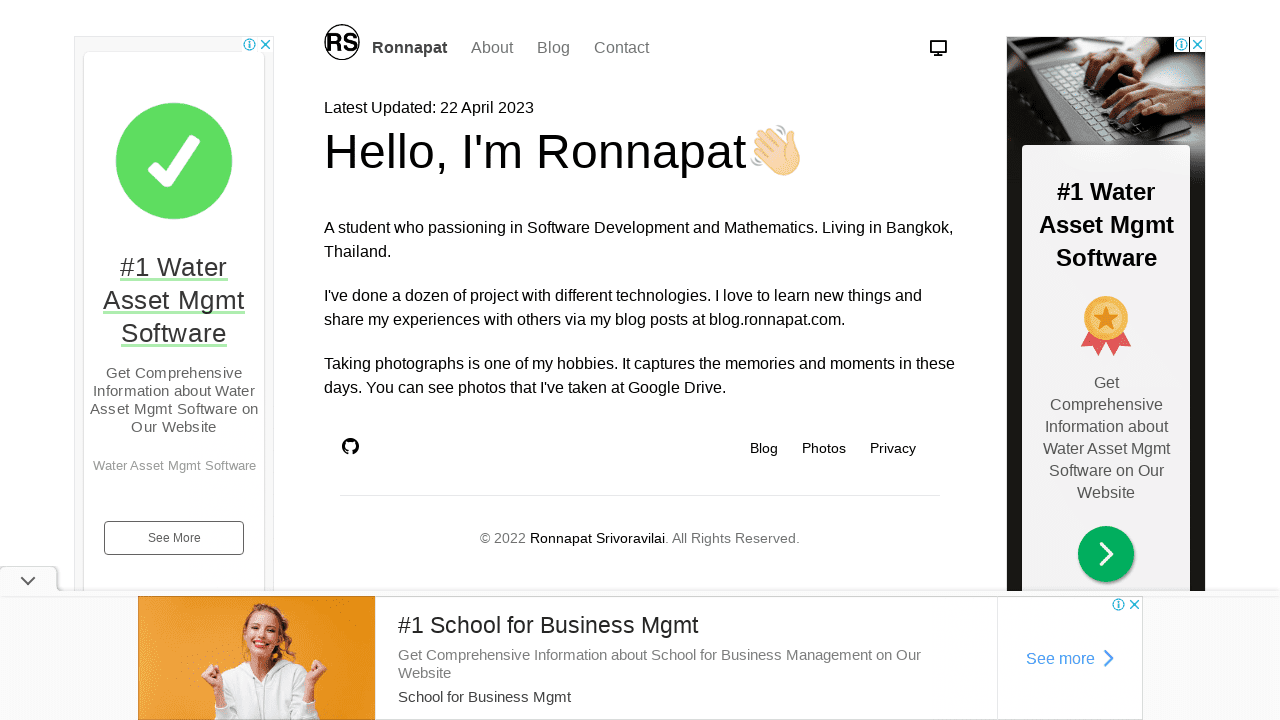 RS
Ronnapat
About
Blog
Contact
Latest Updated: 22 April 2023
Hello, I'm Ronnapat
A student who passioning in Software Development and Mathematics. Living in Bangkok,
Thailand.
I've done a dozen of project with different technologies. I love to learn new things and
share my experiences with others via my blog posts at blog.ronnapat.com.
Taking photographs is one of my hobbies. It captures the memories and moments in these
days. You can see photos that I've taken at Google Drive.
Blog
Photos
Privacy
© 2022 Ronnapat Srivoravilai. All Rights Reserved.
#1 Water
Asset Mgmt
Software
Get Comprehensive
Information about Water
Asset Mgmt Software on
Our Website
Water Asset Mgmt Software
See More
#1 Water
Asset Mgmt
Software
Get
Comprehensive
Information about
Water Asset Mgmt
Software on Our
Website
#1 School for Business Mgmt
Get Comprehensive Information about School for Business Management on Our
Website
School for Business Mgmt
See more